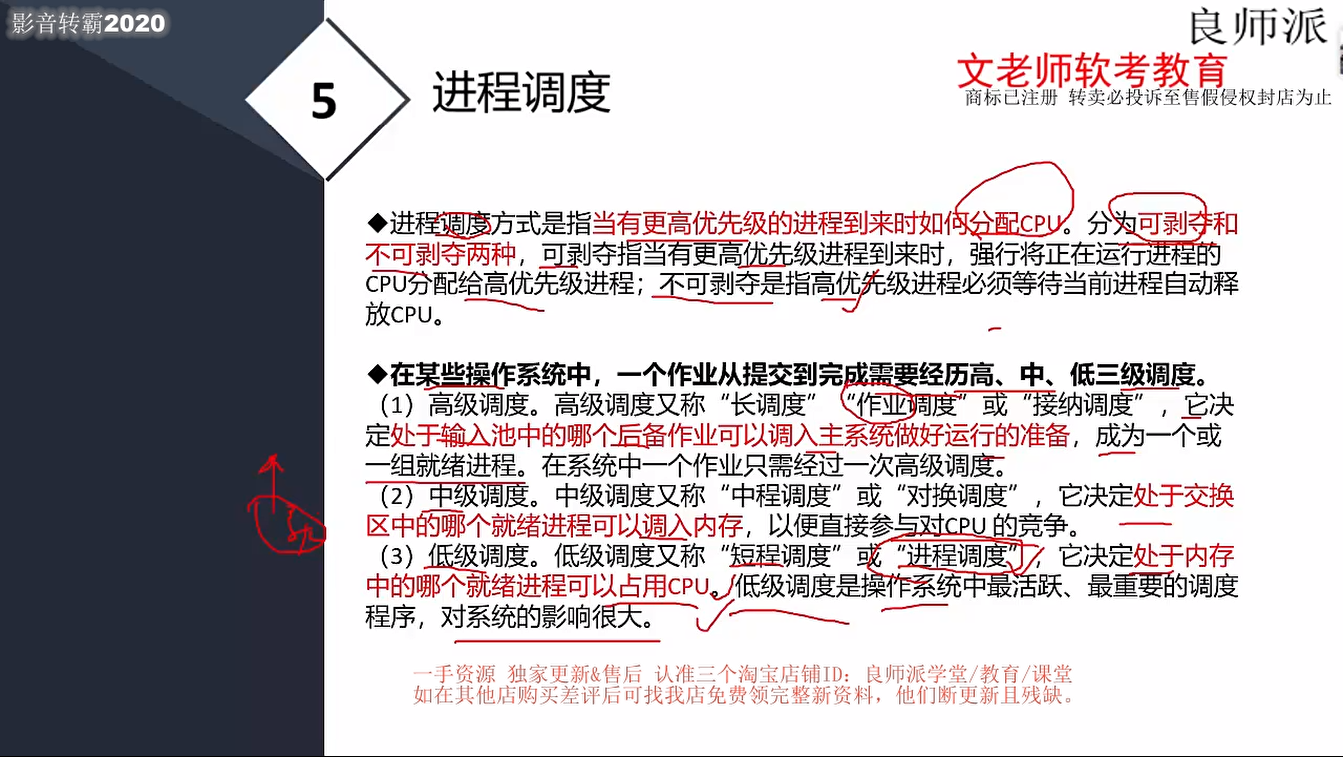 影音转霸2020
良师派
文老师软考教育
商标已注册 转卖必投诉至售假侵权封店为止
5
进程调度
◆进程调度方式是指当有更高优先级的进程到来时如何分配CPU。分为可剥夺和
不可剥夺两种，可剥夺指当有更高优先级进程到来时，强行将正在运行进程的
CPU分配给高优先级进程；不可剥夺是指高优先级进程必须等待当前进程自动释
放CPU。
◆在某些操作系统中，一个作业从提交到完成需要经历高、中、低三级调度。
（1）高级调度。高级调度又称“长调度”“作业调度”或“接纳调度”，它决
定处于输入池中的哪个后备作业可以调入主系统做好运行的准备，成为一个或
一组就绪进程。在系统中一个作业只需经过一次高级调度。
（2）中级调度。中级调度又称“中程调度”或“对换调度”，它决定处于交换
区中的哪个就绪进程可以调入内存，以便直接参与对CPU 的竞争。
（3）低级调度。低级调度又称“短程调度”或“进程调度”，它决定处于内存
中的哪个就绪进程可以占用CPU。低级调度是操作系统中最活跃、最重要的调度
程序，对系统的影响很大。
一手资源 独家更新&售后 认准三个淘宝店铺ID：良师派学堂/教育/课堂
如在其他店购买差评后可找我店免费领完整新资料，他们断更新且残缺。